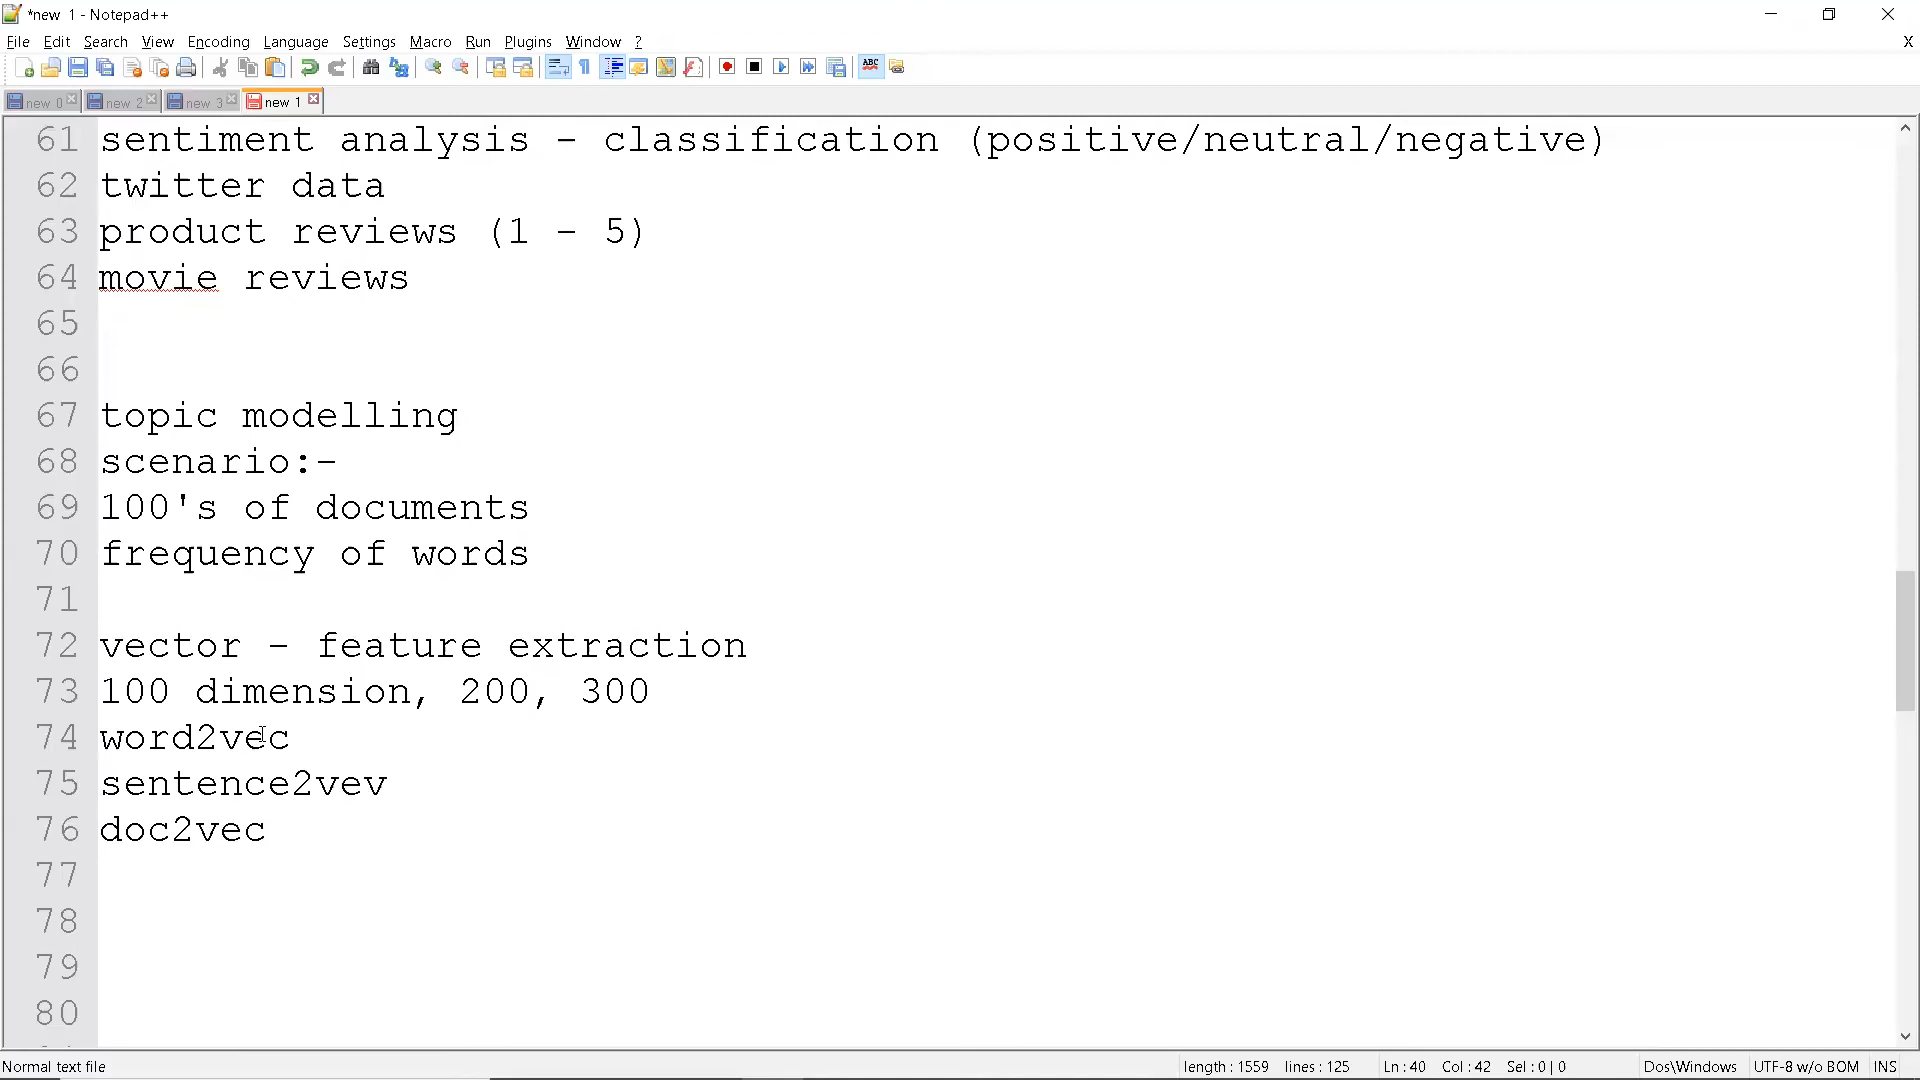 *new 1 - Notepad++
File Edit Search View Encoding Language Settings Macro Run Plugins Window ?
X
ABC
new 0 new 2 new 3 new 1
61 sentiment analysis - classification (positive/neutral/negative)
62 twitter data
63 product reviews (1 - 5)
64 movie reviews
65
66
67 topic modelling
68 scenario:-
69 100's of documents
70 frequency of words
71
72 vector - feature extraction
73 100 dimension, 200, 300
74 word2vec
75 sentence2vev
76 doc2vec
77
78
79
80
Normal text file length : 1559 lines : 125 Ln : 40 Col : 42 Sel : 0 | 0 Dos\Windows UTF-8 w/o BOM INS